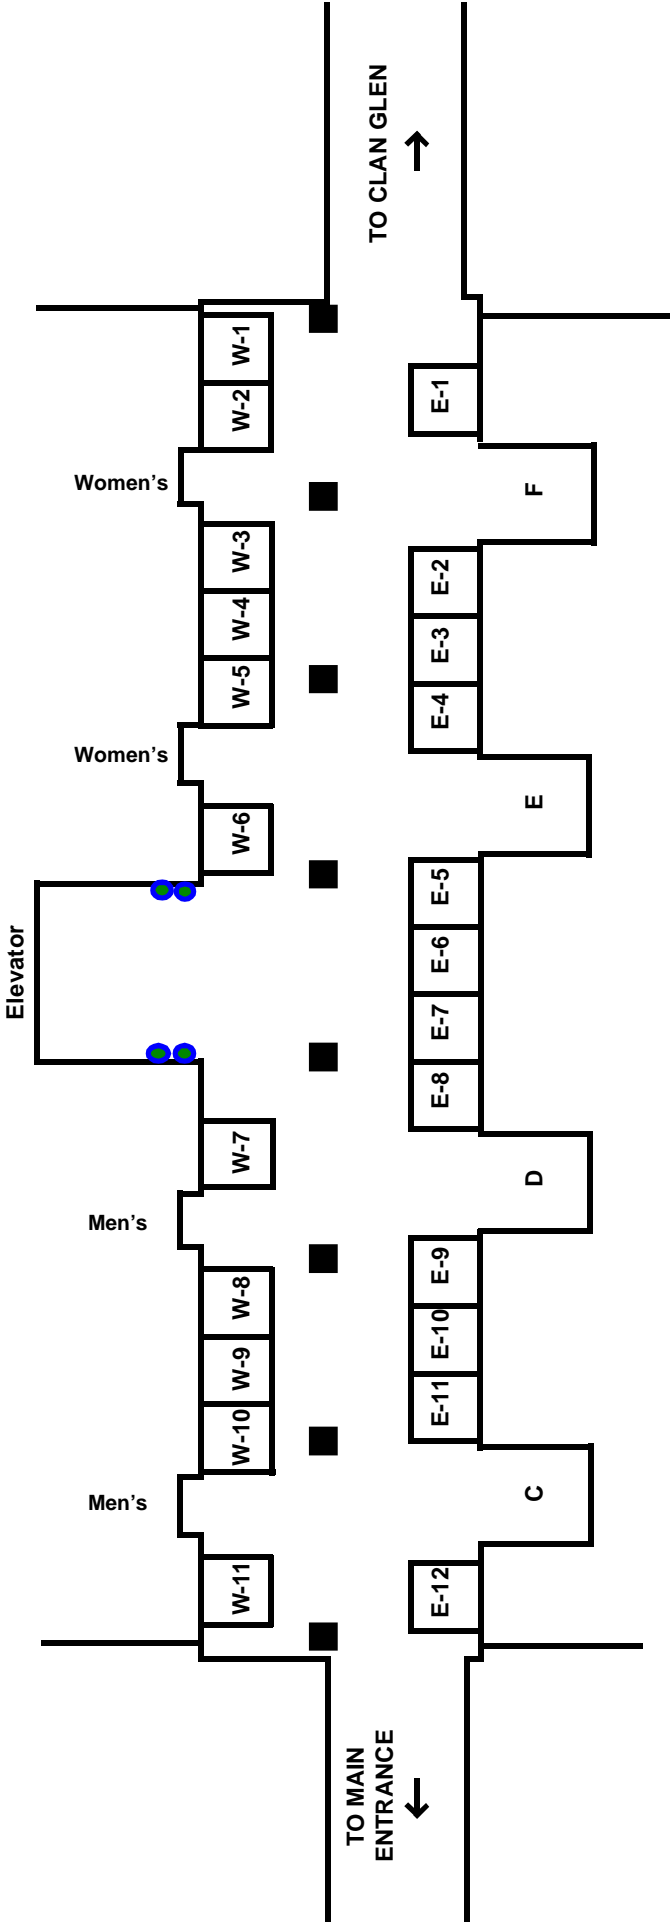 TO CLAN GLEN
W-1
W-2
E-1
Women's
F
W-3
W-4
W-5
E-2
E-3
E-4
Women's
E
W-6
Elevator
E-5
E-6
E-7
E-8
W-7
D
Men's
W-8
W-9
W-10
E-9
E-10
E-11
Men's
C
W-11
E-12
TO MAIN
ENTRANCE